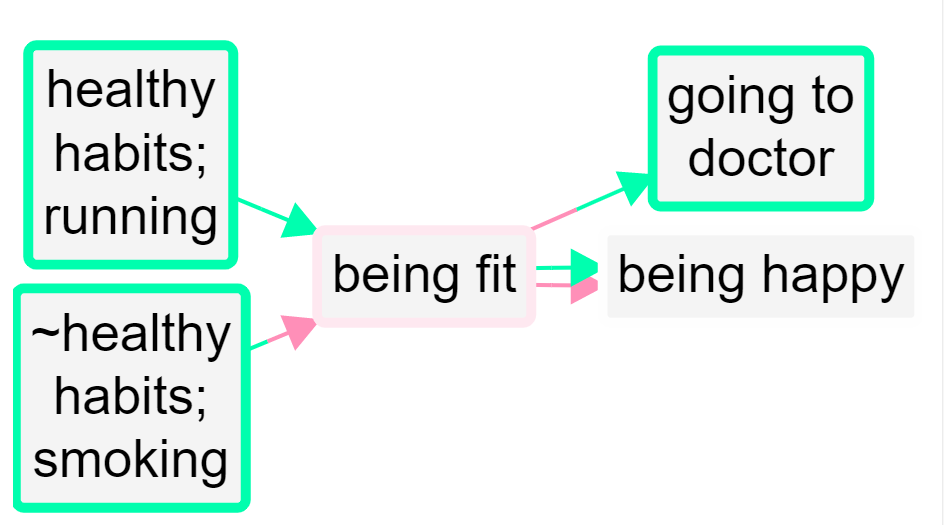 healthy
habits;
running
~healthy
habits;
smoking
being fit
going to
doctor
being happy